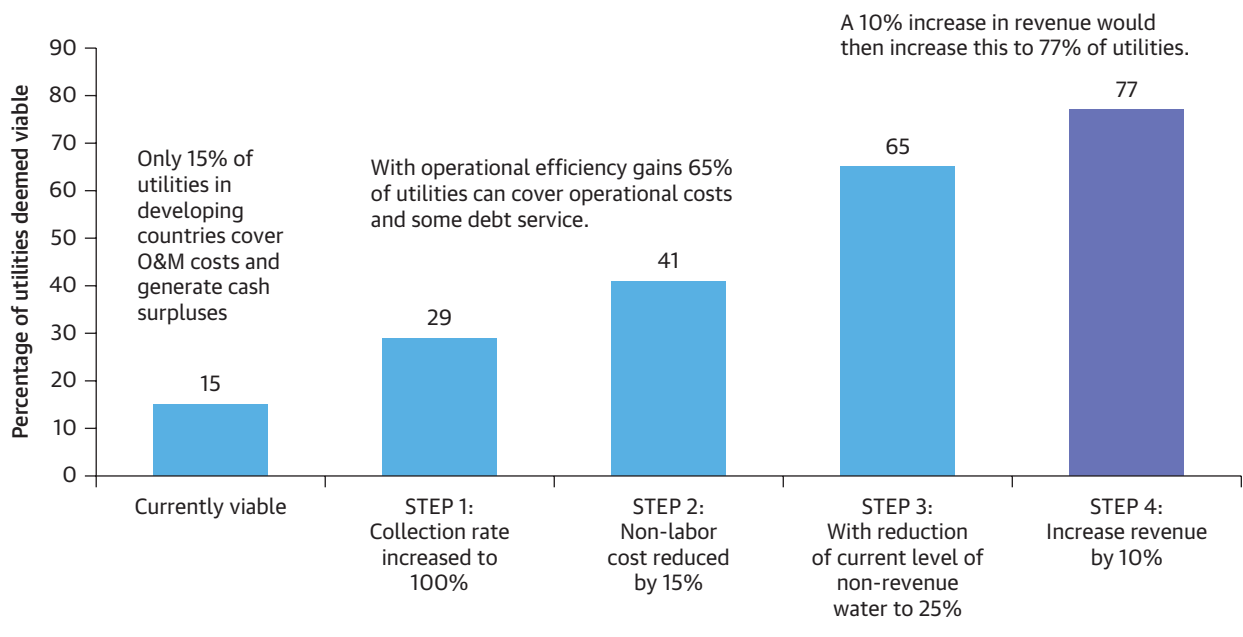 A 10% increase in revenue would
then increase this to 77% of utilities.
Percentage of utilities deemed viable
90
80
70
60
50
40
30
20
10
0
Only 15% of
utilities in
developing
countries cover
O&M costs and
generate cash
surpluses
With operational efficiency gains 65%
of utilities can cover operational costs
and some debt service.
15
29
41
65
77
Currently viable
STEP 1:
Collection rate
increased to
100%
STEP 2:
Non-labor
cost reduced
by 15%
STEP 3:
With reduction
of current level of
non-revenue
water to 25%
STEP 4:
Increase revenue
by 10%